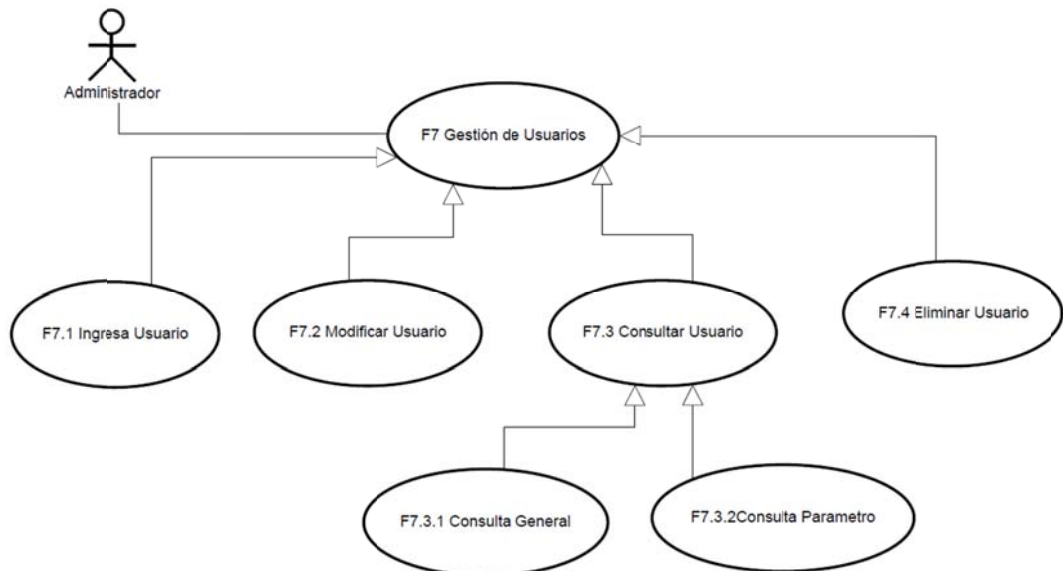 Administrador
F7 Gestión de Usuarios
F7.1 Ingresa Usuario
F7.2 Modificar Usuario
F7.3 Consultar Usuario
F7.4 Eliminar Usuario
F7.3.1 Consulta General
F7.3.2Consulta Parametro